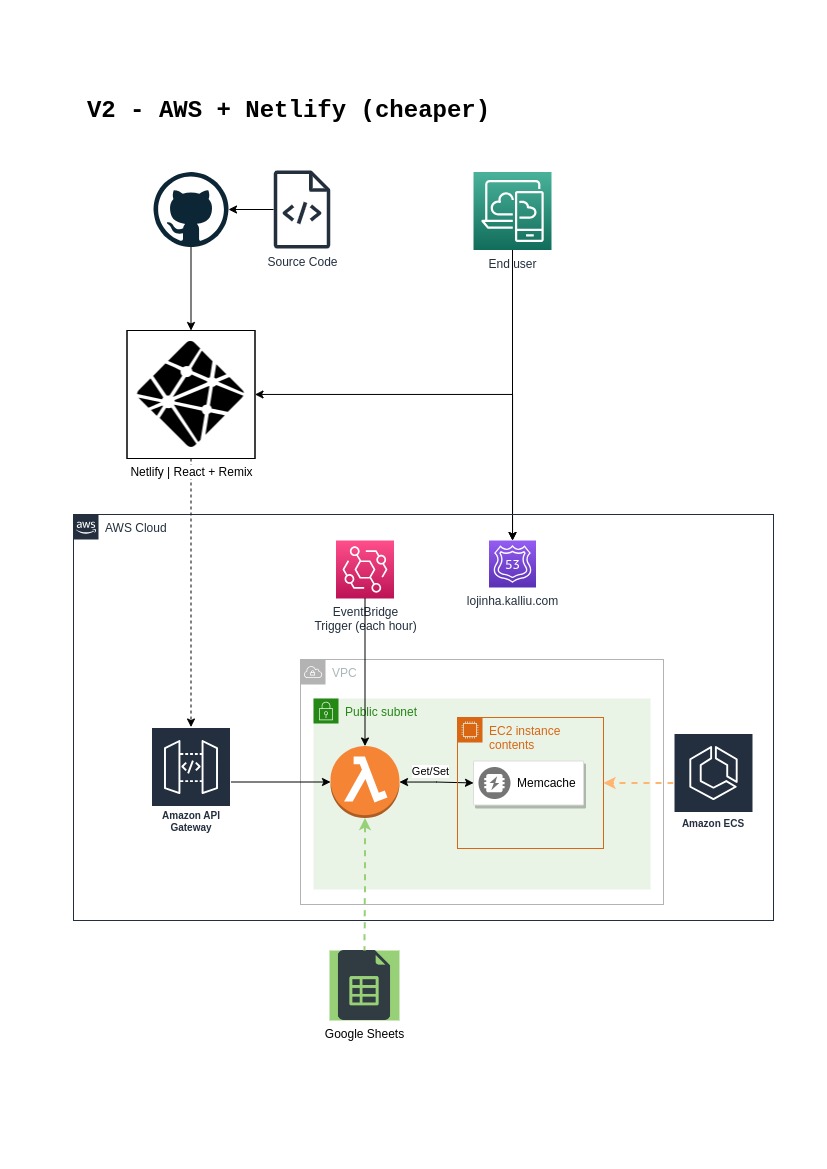 V2 - AWS + Netlify (cheaper)
Source Code
End user
Netlify | React + Remix
aws
AWS Cloud
53
EventBridge
Trigger (each hour)
lojinha.kalliu.com
VPC
Public subnet
EC2 instance
contents
Get/Set
Memcache
Amazon API
Gateway
Amazon ECS
Google Sheets